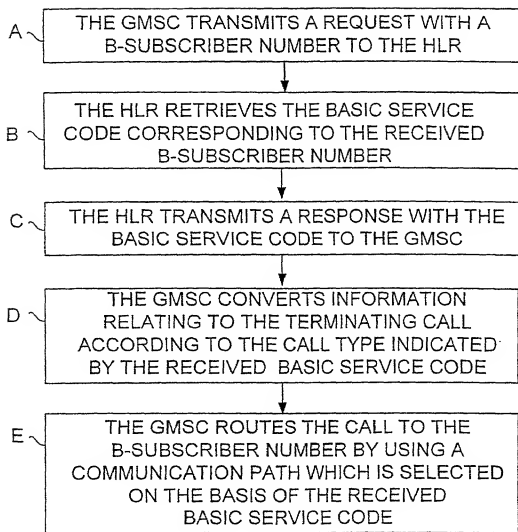 A
THE GMSC TRANSMITS A REQUEST WITH A
B-SUBSCRIBER NUMBER TO THE HLR
B
THE HLR RETRIEVES THE BASIC SERVICE
CODE CORRESPONDING TO THE RECEIVED
B-SUBSCRIBER NUMBER
C
THE HLR TRANSMITS A RESPONSE WITH THE
BASIC SERVICE CODE TO THE GMSC
D
THE GMSC CONVERTS INFORMATION
RELATING TO THE TERMINATING CALL
ACCORDING TO THE CALL TYPE INDICATED
BY THE RECEIVED BASIC SERVICE CODE
E
THE GMSC ROUTES THE CALL TO THE
B-SUBSCRIBER NUMBER BY USING A
COMMUNICATION PATH WHICH IS SELECTED
ON THE BASIS OF THE RECEIVED
BASIC SERVICE CODE